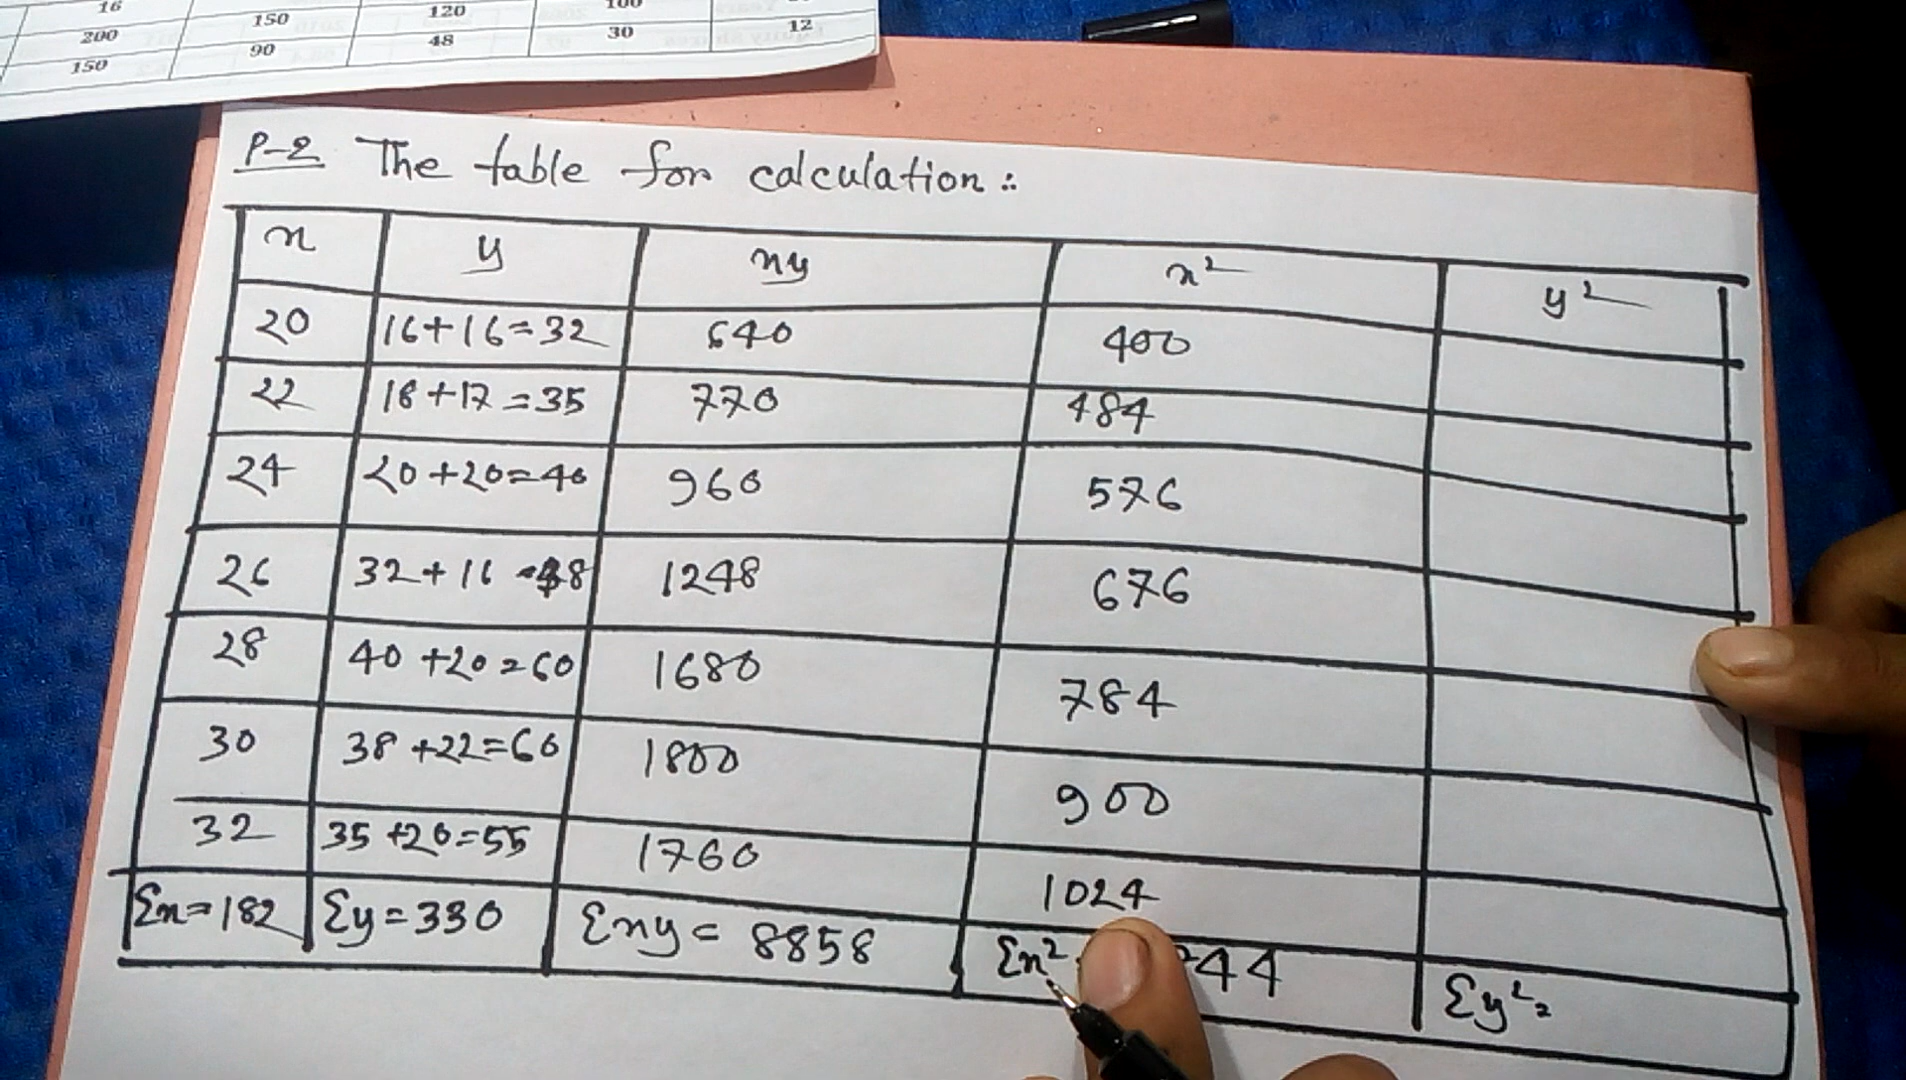 16 150 120 100
200 90 48 30 12
150
P-2 The table for calculation :
x y xy x² y²
20 16+16=32 640 400
22 18+17=35 770 484
24 20+20=40 960 576
26 32+16=48 1248 676
28 40+20=60 1680 784
30 38+22=60 1800 900
32 35+20=55 1760 1024
Σx=182 Σy=330 Σxy= 8858 Σx² 44 Σy²=